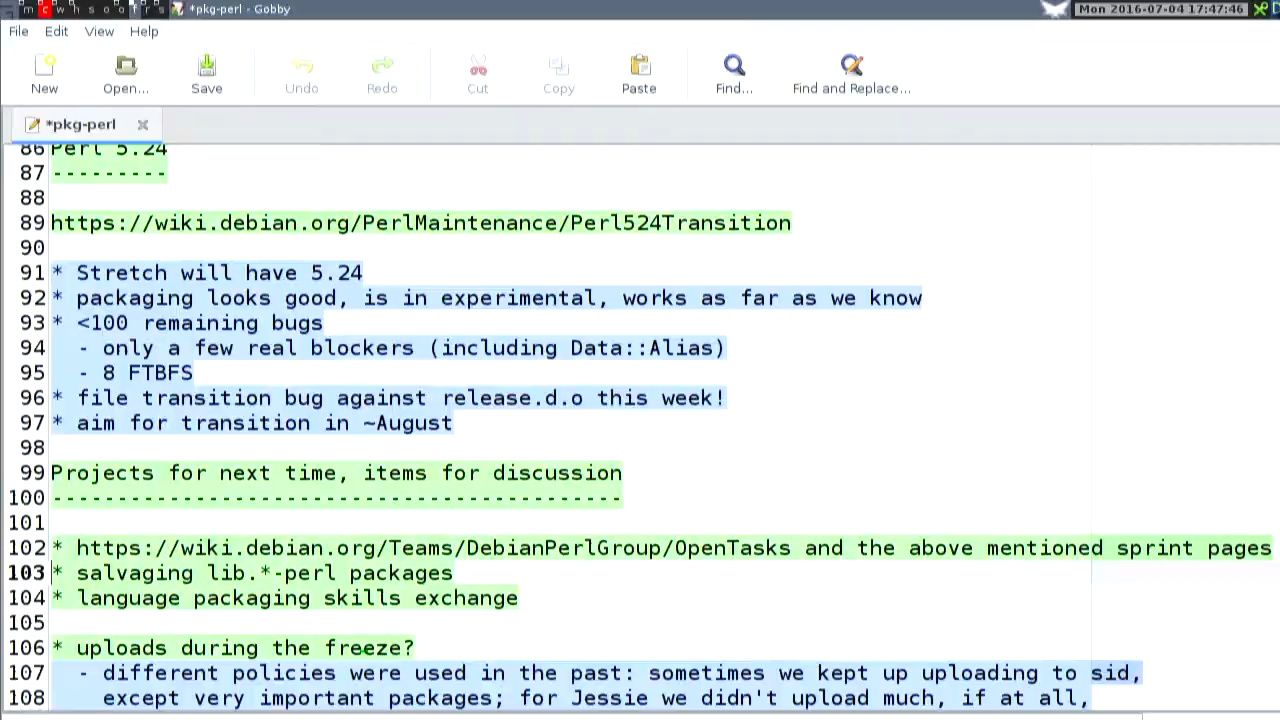 m c w h s o o f r s *pkg-perl - Gobby Mon 2016-07-04 17:47:46
File Edit View Help
New Open... Save Undo Redo Cut Copy Paste Find... Find and Replace...
*pkg-perl
86 Perl 5.24
87 ---------
88
89 https://wiki.debian.org/PerlMaintenance/Perl524Transition
90
91 * Stretch will have 5.24
92 * packaging looks good, is in experimental, works as far as we know
93 * <100 remaining bugs
94 - only a few real blockers (including Data::Alias)
95 - 8 FTBFS
96 * file transition bug against release.d.o this week!
97 * aim for transition in ~August
98
99 Projects for next time, items for discussion
100 --------------------------------------------
101
102 * https://wiki.debian.org/Teams/DebianPerlGroup/OpenTasks and the above mentioned sprint pages
103 * salvaging lib.*-perl packages
104 * language packaging skills exchange
105
106 * uploads during the freeze?
107 - different policies were used in the past: sometimes we kept up uploading to sid,
108 except very important packages; for Jessie we didn't upload much, if at all,